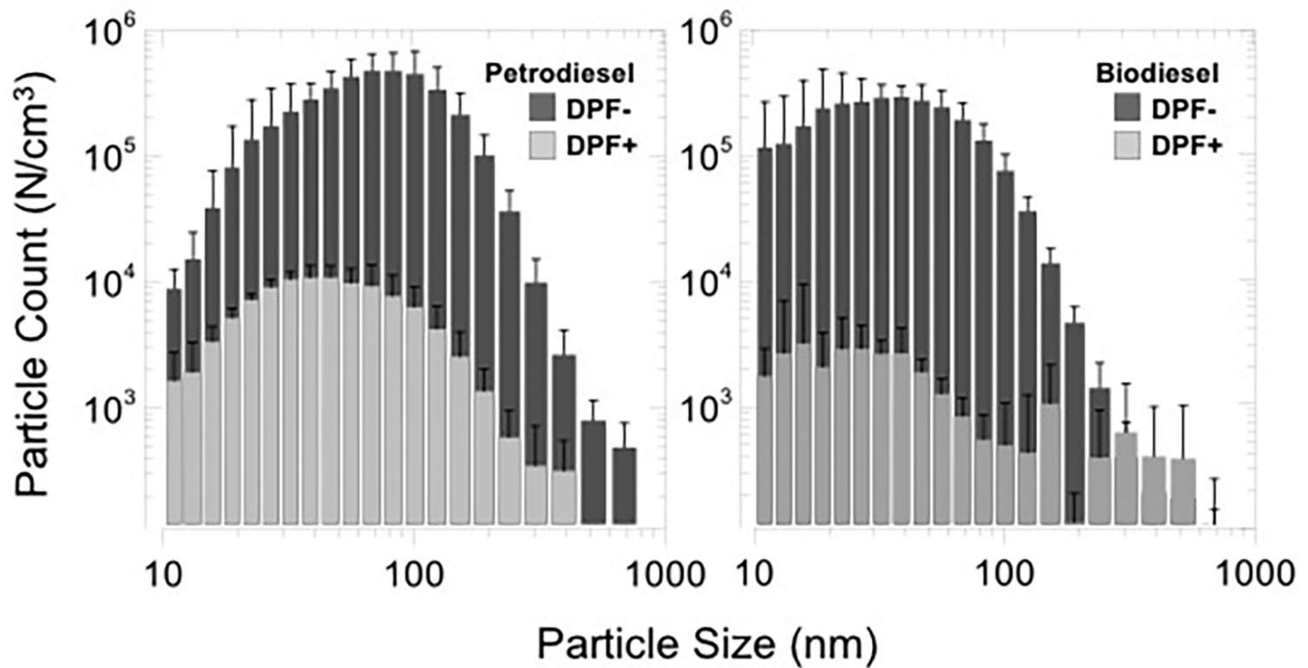 Particle Count (N/cm³)
10⁶
10⁵
10⁴
10³
Petrodiesel
DPF-
DPF+
10
100
1000
10⁶
10⁵
10⁴
10³
Biodiesel
DPF-
DPF+
10
100
1000
Particle Size (nm)